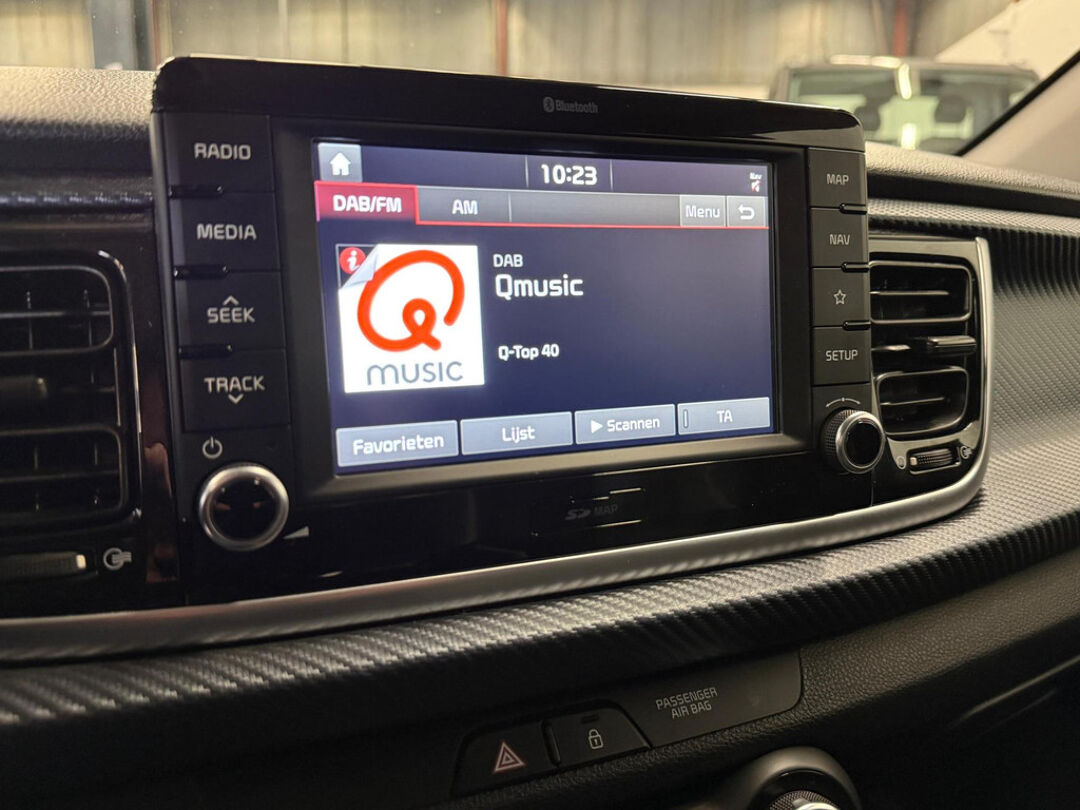 Bluetooth
RADIO
MEDIA
SEEK
TRACK
10:23
Nav
DAB/FM
AM
Menu
i
DAB
Qmusic
Q-Top 40
Q
MUSIC
Favorieten
Lijst
Scannen
TA
MAP
NAV
SETUP
SD MAP
PASSENGER
AIR BAG